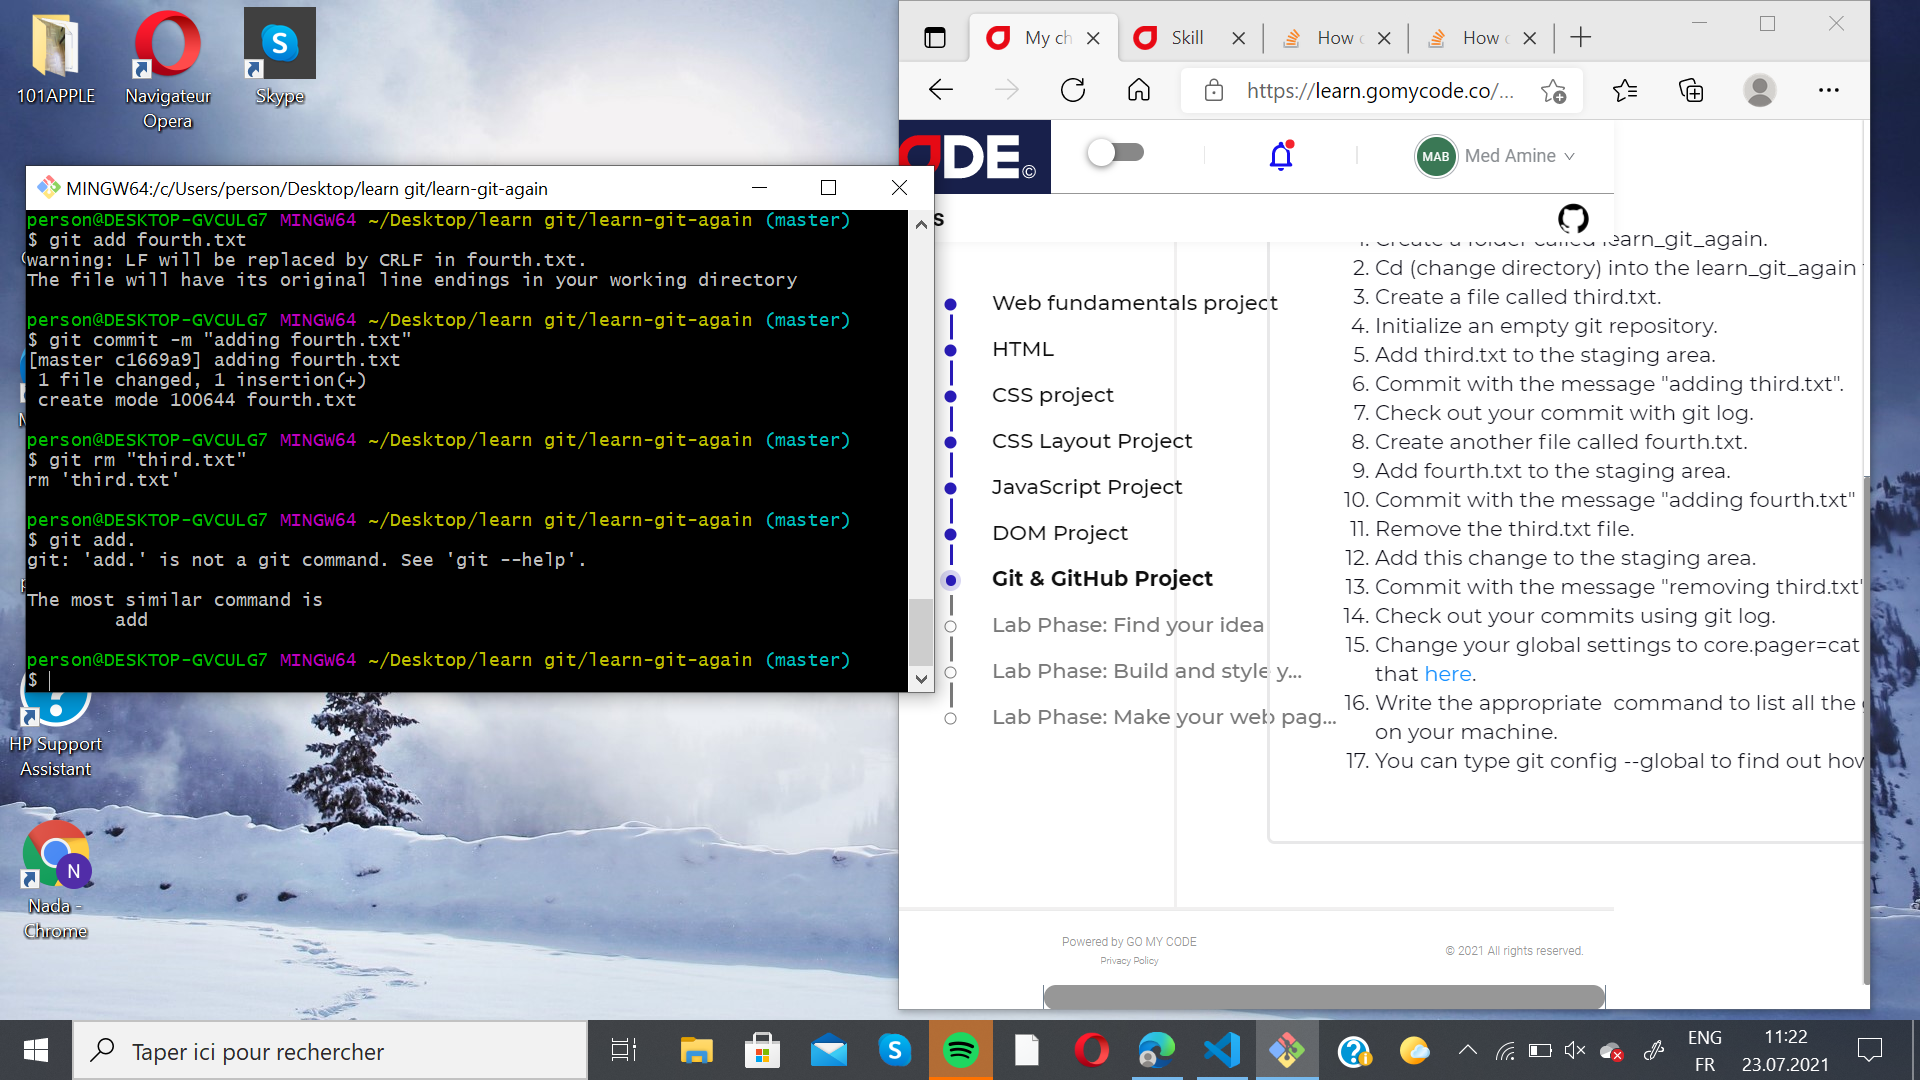 101APPLE
Navigateur
Opera
Skype
MINGW64:/c/Users/person/Desktop/learn git/learn-git-again
person@DESKTOP-GVCULG7 MINGW64 ~/Desktop/learn git/learn-git-again (master)
$ git add fourth.txt
warning: LF will be replaced by CRLF in fourth.txt.
The file will have its original line endings in your working directory
person@DESKTOP-GVCULG7 MINGW64 ~/Desktop/learn git/learn-git-again (master)
$ git commit -m "adding fourth.txt"
[master c1669a9] adding fourth.txt
1 file changed, 1 insertion(+)
create mode 100644 fourth.txt
person@DESKTOP-GVCULG7 MINGW64 ~/Desktop/learn git/learn-git-again (master)
$ git rm "third.txt"
rm 'third.txt'
person@DESKTOP-GVCULG7 MINGW64 ~/Desktop/learn git/learn-git-again (master)
$ git add.
git: 'add.' is not a git command. See 'git --help'.
The most similar command is
add
person@DESKTOP-GVCULG7 MINGW64 ~/Desktop/learn git/learn-git-again (master)
$
HP Support
Assistant
N
Nada -
Chrome
My ch
Skill
How
How
https://learn.gomycode.co/...
DE©
MAB Med Amine
s
1. Create a folder called learn_git_again.
2. Cd (change directory) into the learn_git_again
3. Create a file called third.txt.
4. Initialize an empty git repository.
5. Add third.txt to the staging area.
6. Commit with the message "adding third.txt".
7. Check out your commit with git log.
8. Create another file called fourth.txt.
9. Add fourth.txt to the staging area.
10. Commit with the message "adding fourth.txt"
11. Remove the third.txt file.
12. Add this change to the staging area.
13. Commit with the message "removing third.txt"
14. Check out your commits using git log.
15. Change your global settings to core.pager=cat
that here.
16. Write the appropriate command to list all the
on your machine.
17. You can type git config --global to find out how
Web fundamentals project
HTML
CSS project
CSS Layout Project
JavaScript Project
DOM Project
Git & GitHub Project
Lab Phase: Find your idea
Lab Phase: Build and style y...
Lab Phase: Make your web pag...
Powered by GO MY CODE
Privacy Policy
© 2021 All rights reserved.
Taper ici pour rechercher
ENG
FR
11:22
23.07.2021